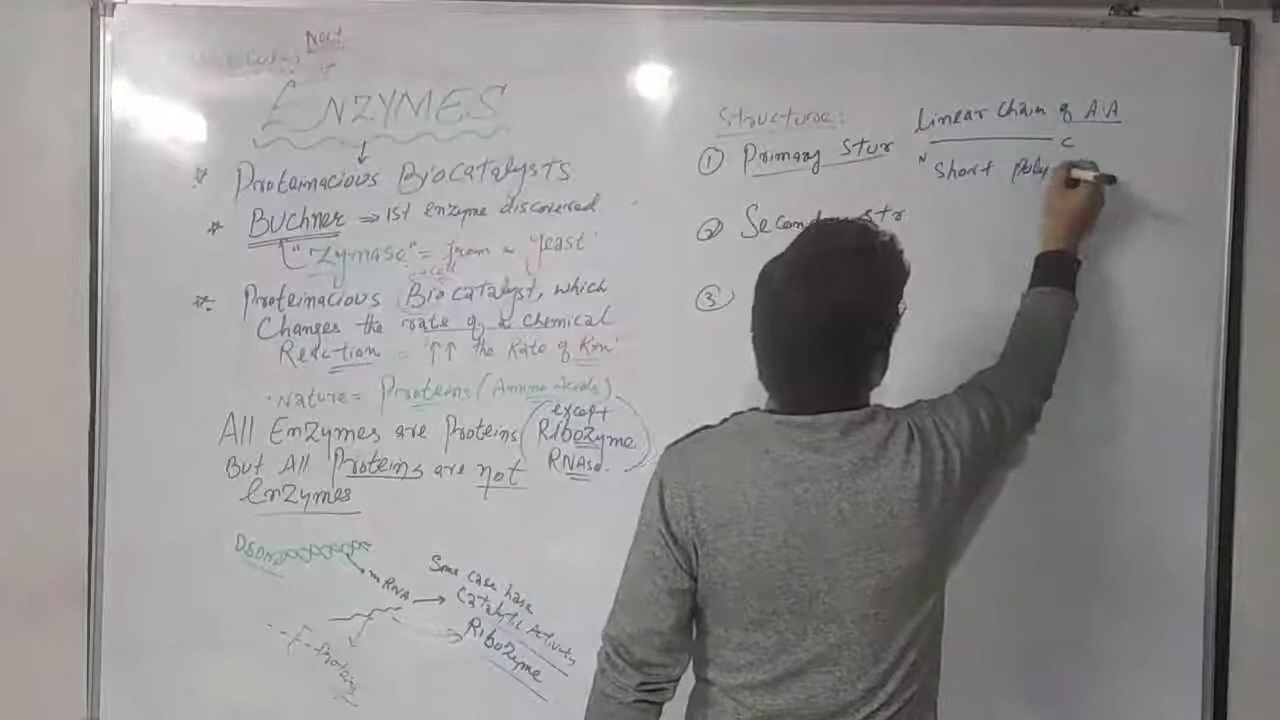 Next
ENZYMES
* Proteinacious Biocatalysts
* Buchner ⇒ 1st enzyme discovered
"Zymase" = from a yeast
* Proteinacious Biocatalyst, which
Changes the rate of a Chemical
Reaction = ↑↑ the Rate of Rxn
Nature = Proteins (Amino acids)
All Enzymes are Proteins (except
Ribozyme
RNAse)
But All Proteins are not
Enzymes
mRNA → Some case have
Catalytic Activity
Ribozyme
Proteins
Structure:
① Primary Stur
Linear Chain of A.A
N C
Short Poly
② str
③